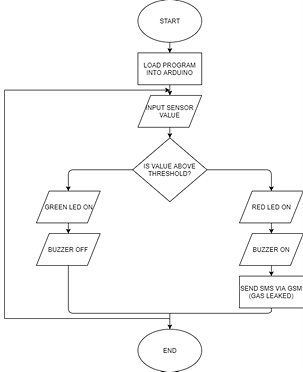 START
LOAD PROGRAM
INTO ARDUINO
INPUT SENSOR
VALUE
IS VALUE ABOVE
THRESHOLD?
GREEN LED ON
RED LED ON
BUZZER OFF
BUZZER ON
SEND SMS VIA GSM
(GAS LEAKED)
END